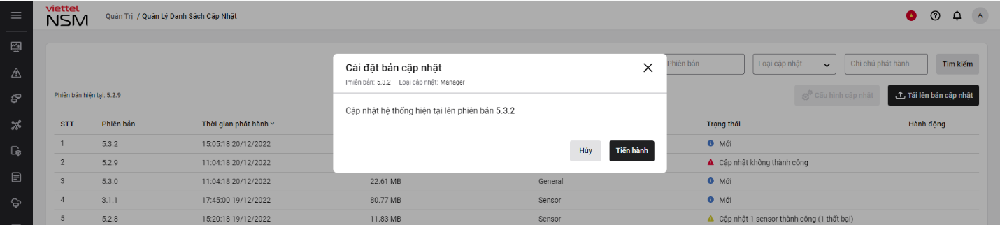 viettel
NSM
Quản Trị / Quản Lý Danh Sách Cập Nhật
A
Cài đặt bản cập nhật
Phiên bản: 5.3.2 Loại cập nhật: Manager
Cập nhật hệ thống hiện tại lên phiên bản 5.3.2
Hủy
Tiến hành
Phiên bản
Loại cập nhật
Ghi chú phát hành
Tìm kiếm
Phiên bản hiện tại: 5.2.9
Cấu hình cập nhật
Tải lên bản cập nhật
STT Phiên bản Thời gian phát hành Trạng thái Hành động
1 5.3.2 15:05:18 20/12/2022 Mới
2 5.2.9 11:04:18 20/12/2022 Cập nhật không thành công
3 5.3.0 11:04:18 20/12/2022 22.61 MB General Mới
4 3.1.1 17:45:00 19/12/2022 80.77 MB Sensor Mới
5 5.2.8 15:20:18 19/12/2022 11.83 MB Sensor Cập nhật 1 sensor thành công (1 thất bại)